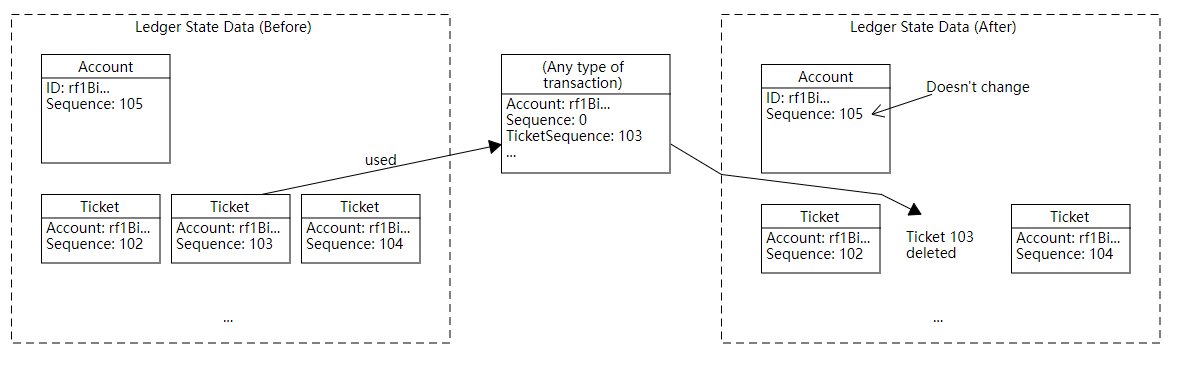 Ledger State Data (Before)
Account
ID: rf1Bi...
Sequence: 105
used
Ticket
Account: rf1Bi...
Sequence: 102
Ticket
Account: rf1Bi...
Sequence: 103
Ticket
Account: rf1Bi...
Sequence: 104
...
(Any type of
transaction)
Account: rf1Bi...
Sequence: 0
TicketSequence: 103
...
Ledger State Data (After)
Account
ID: rf1Bi...
Sequence: 105
Doesn't change
Ticket
Account: rf1Bi...
Sequence: 102
Ticket 103
deleted
Ticket
Account: rf1Bi...
Sequence: 104
...